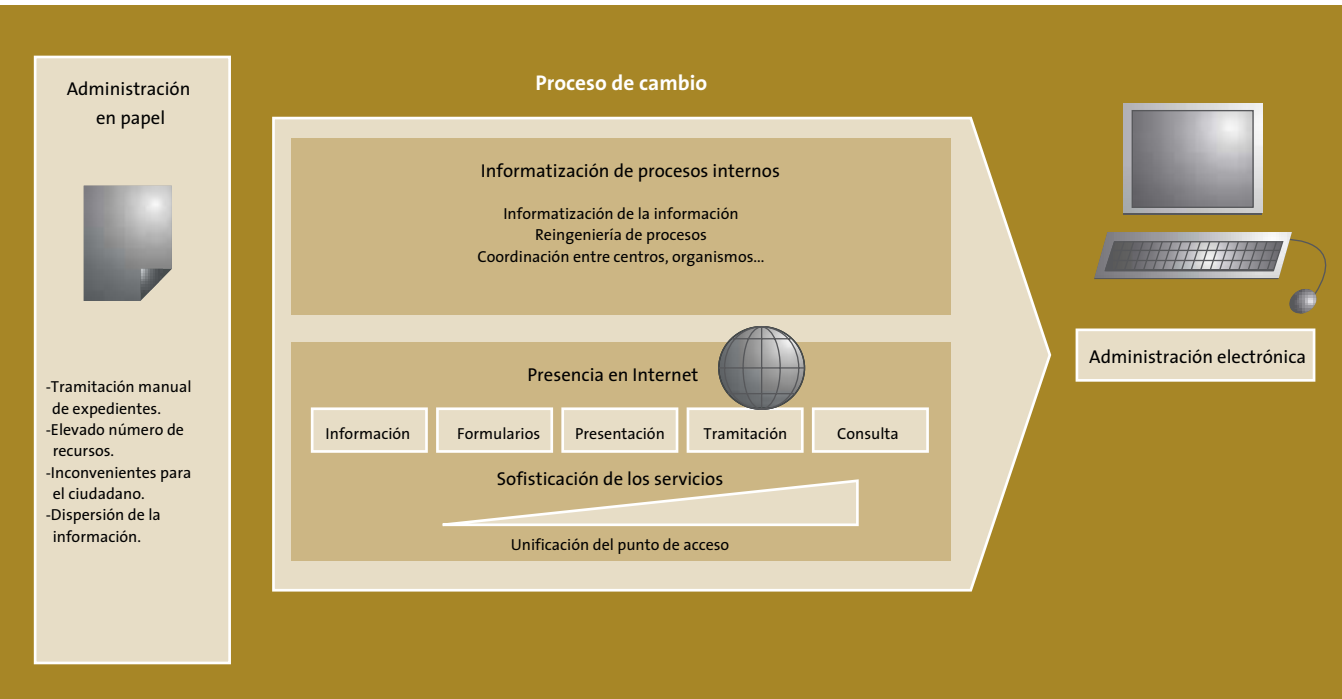 Administración
en papel
-Tramitación manual
de expedientes.
-Elevado número de
recursos.
-Inconvenientes para
el ciudadano.
-Dispersión de la
información.
Proceso de cambio
Informatización de procesos internos
Informatización de la información
Reingeniería de procesos
Coordinación entre centros, organismos...
Presencia en Internet
Información
Formularios
Presentación
Tramitación
Consulta
Sofisticación de los servicios
Unificación del punto de acceso
Administración electrónica